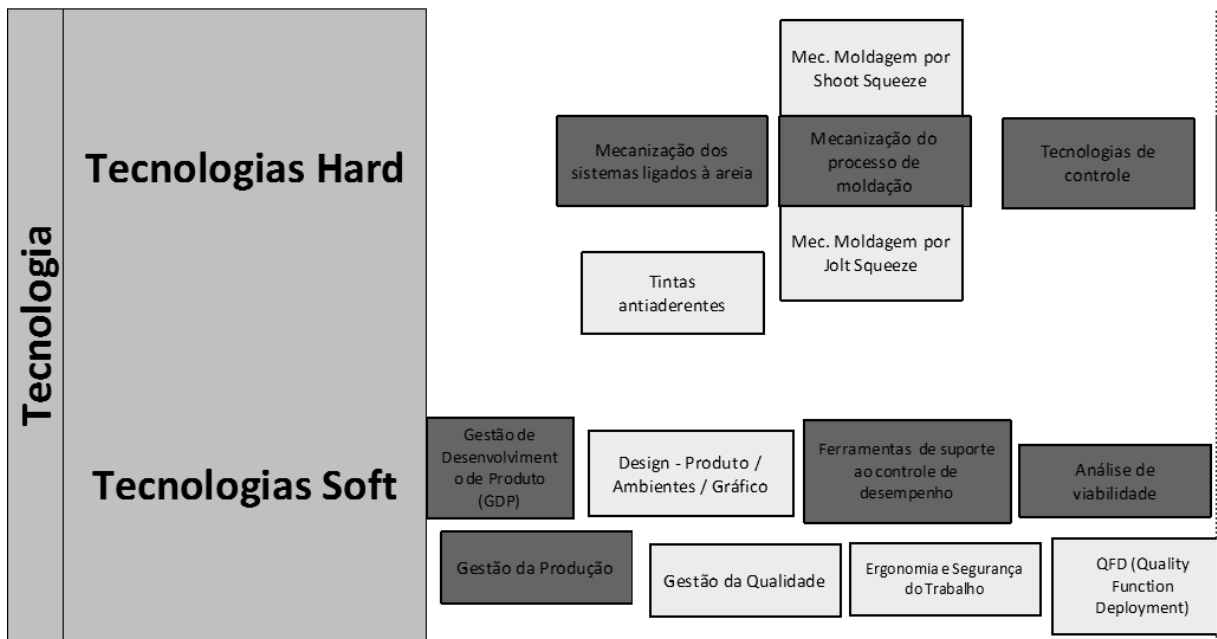 Tecnologia
Tecnologias Hard
Mec. Moldagem por
Shoot Squeeze
Mecanização dos
sistemas ligados à areia
Mecanização do
processo de
moldação
Tecnologias de
controle
Mec. Moldagem por
Jolt Squeeze
Tintas
antiaderentes
Tecnologias Soft
Gestão de
Desenvolviment
o de Produto
(GDP)
Design - Produto /
Ambientes / Gráfico
Ferramentas de suporte
ao controle de
desempenho
Análise de
viabilidade
Gestão da Produção
Gestão da Qualidade
Ergonomia e Segurança
do Trabalho
QFD (Quality
Function
Deployment)